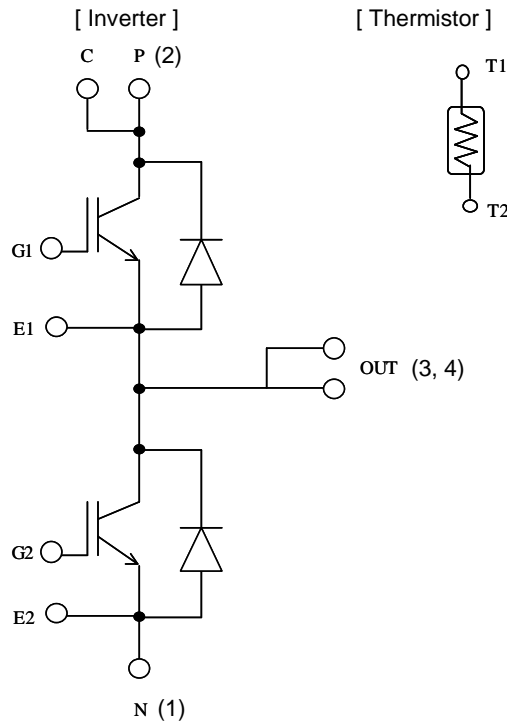 [ Inverter ]
[ Thermistor ]
C
P (2)
T1
T2
G1
E1
OUT (3, 4)
G2
E2
N (1)